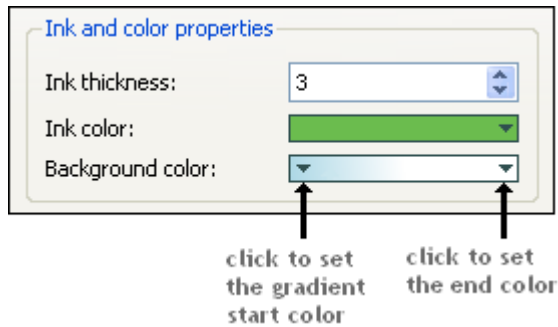 Ink and color properties
Ink thickness: 3
Ink color:
Background color:
click to set
the gradient
start color
click to set
the end color